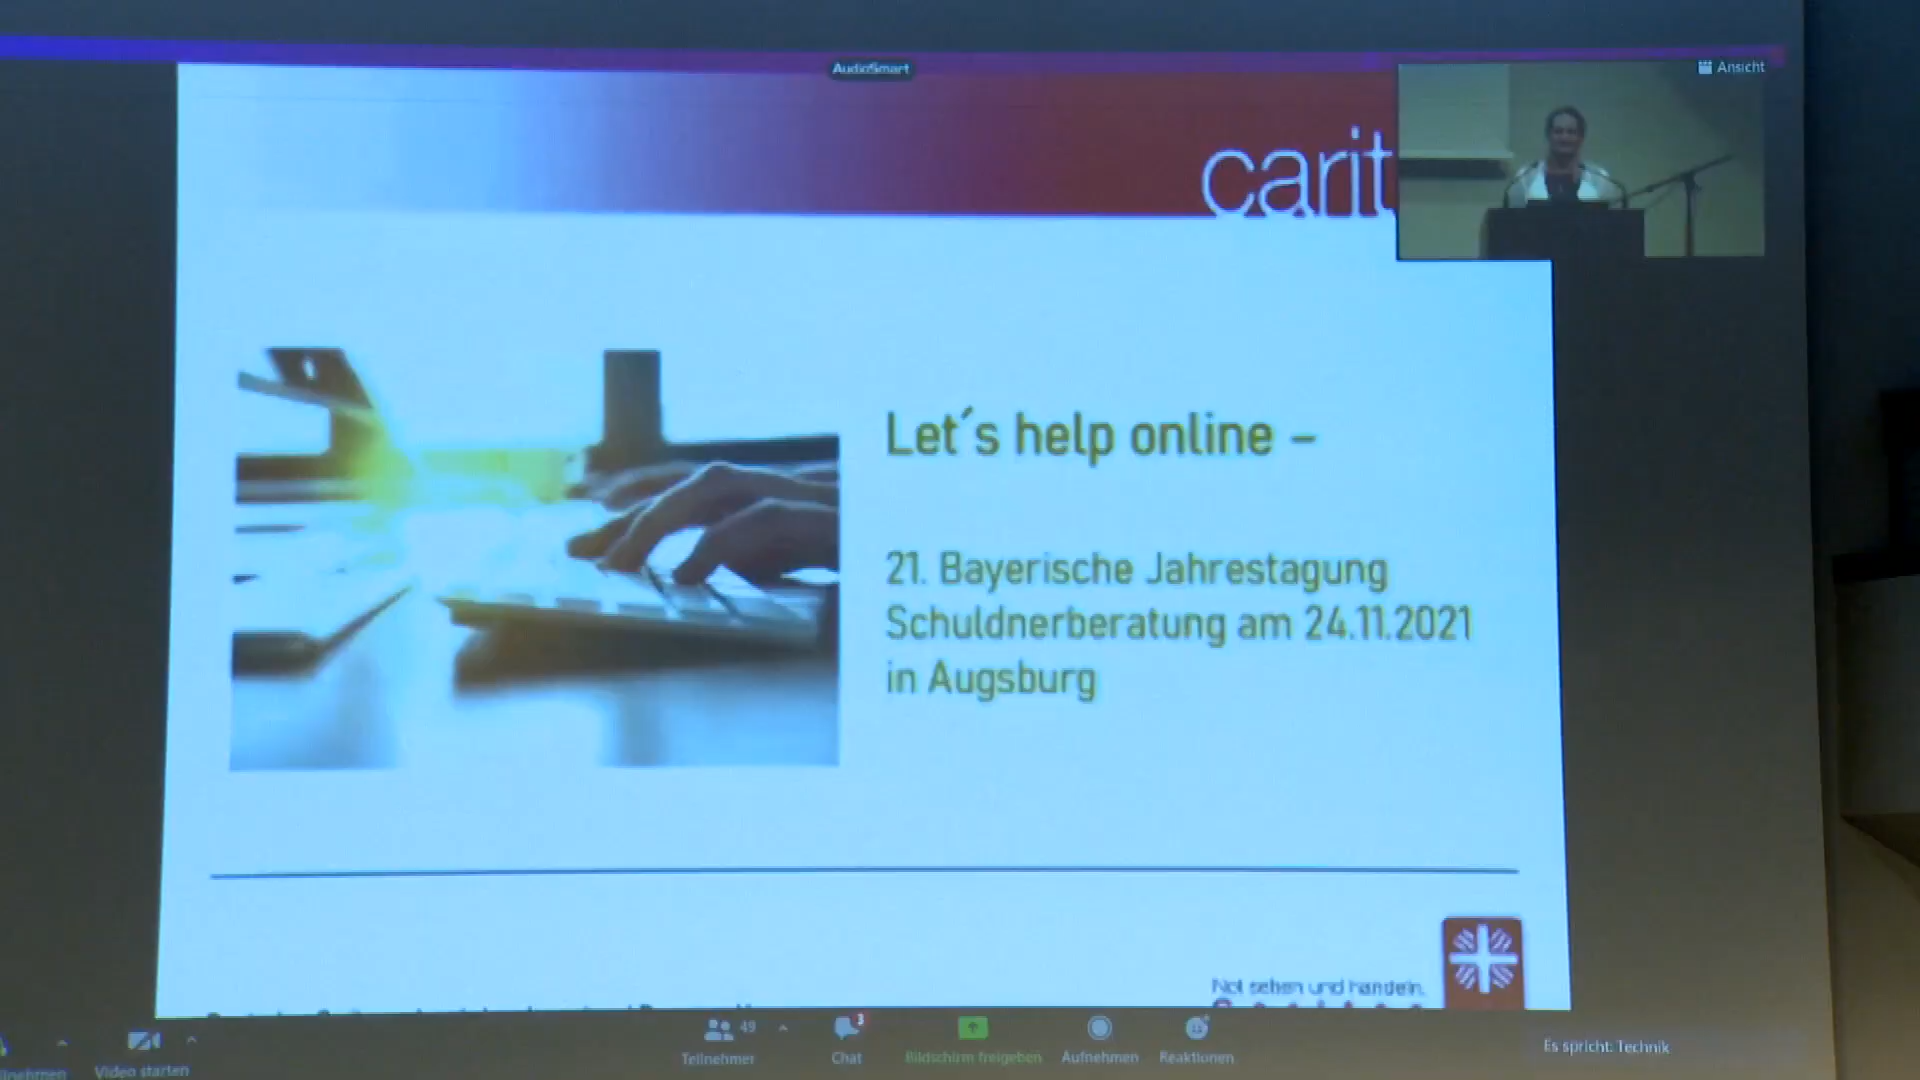 AudioSmart
Ansicht
carit
Let´s help online –
21. Bayerische Jahrestagung
Schuldnerberatung am 24.11.2021
in Augsburg
Not sehen und handeln.
49
3
Teilnehmer
Chat
Bildschirm freigeben
Aufnehmen
Reaktionen
Video starten
Es spricht: Technik